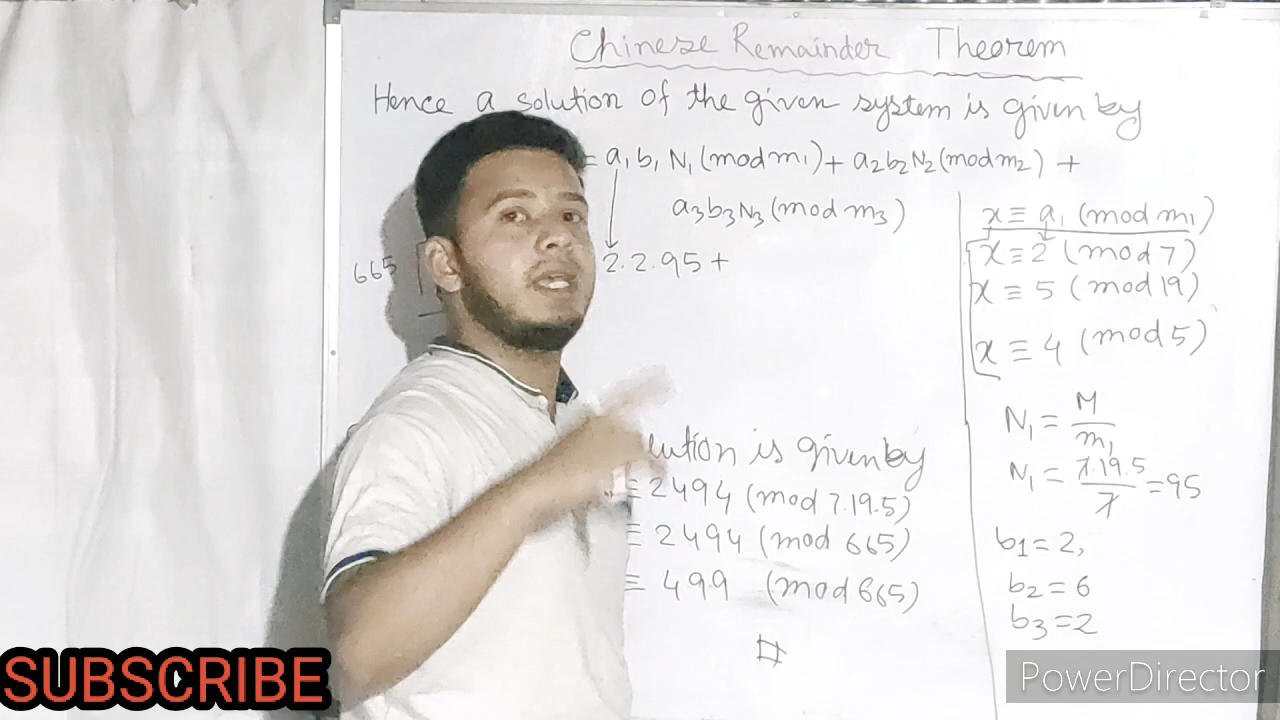 Chinese Remainder Theorem
Hence a solution of the given system is given by
= a₁b₁N₁(mod m₁) + a₂b₂N₂(mod m₂) +
a₃b₃N₃(mod m₃)
665
2.2.95 +
is given by
≡ 2494 (mod 7.19.5)
≡ 2494 (mod 665)
≡ 499 (mod 665)
#
x ≡ a₁ (mod m₁)
x ≡ 2 (mod 7)
x ≡ 5 (mod 19)
x ≡ 4 (mod 5)
N₁ = M/m₁
N₁ = 7.19.5/7 = 95
b₁ = 2,
b₂ = 6
b₃ = 2
SUBSCRIBE
PowerDirector